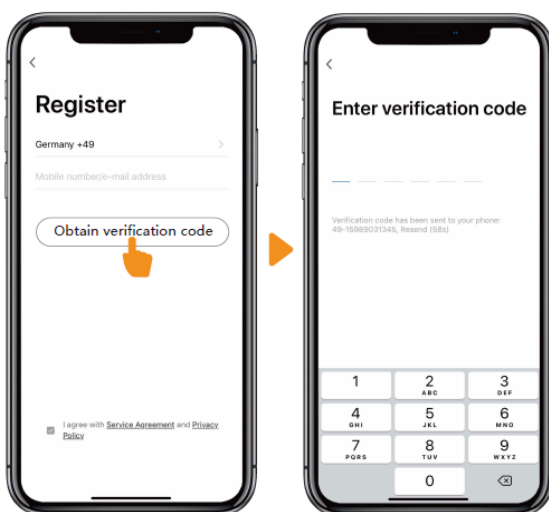 Register
Germany +49
Mobile number/e-mail address
Obtain verification code
I agree with Service Agreement and Privacy
Policy
Enter verification code
Verification code has been sent to your phone:
49-15989031345, Resend (58s)
1
2
ABC
3
DEF
4
GHI
5
JKL
6
MNO
7
PQRS
8
TUV
9
WXYZ
0